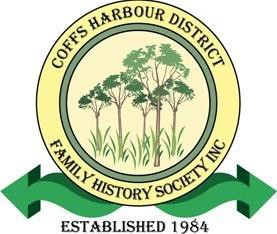 COFFS HARBOUR DISTRICT
FAMILY HISTORY SOCIETY INC
ESTABLISHED 1984